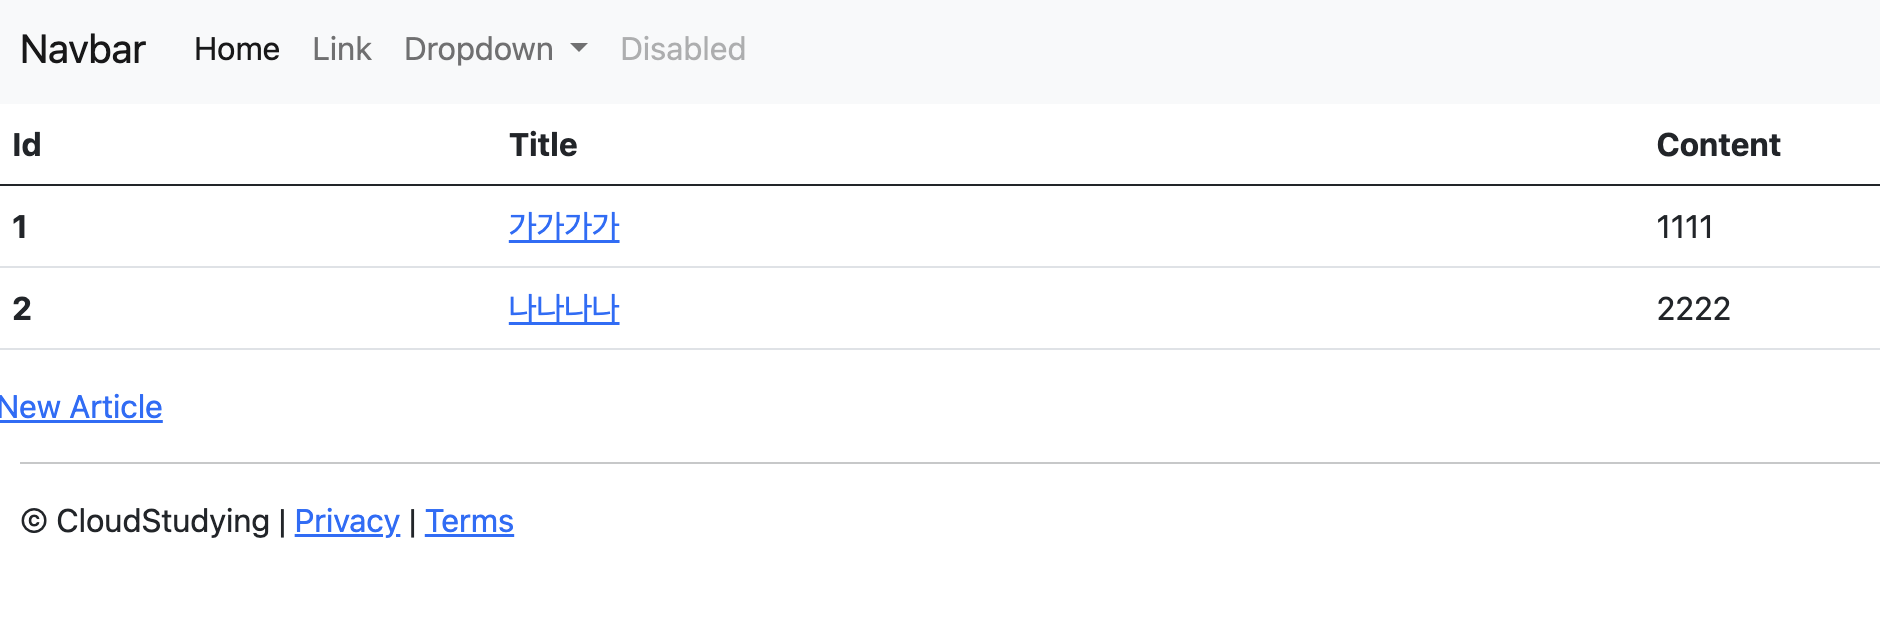 Navbar Home Link Dropdown Disabled
Id Title Content
1 가가가가 1111
2 나나나나 2222
New Article
© CloudStudying | Privacy | Terms